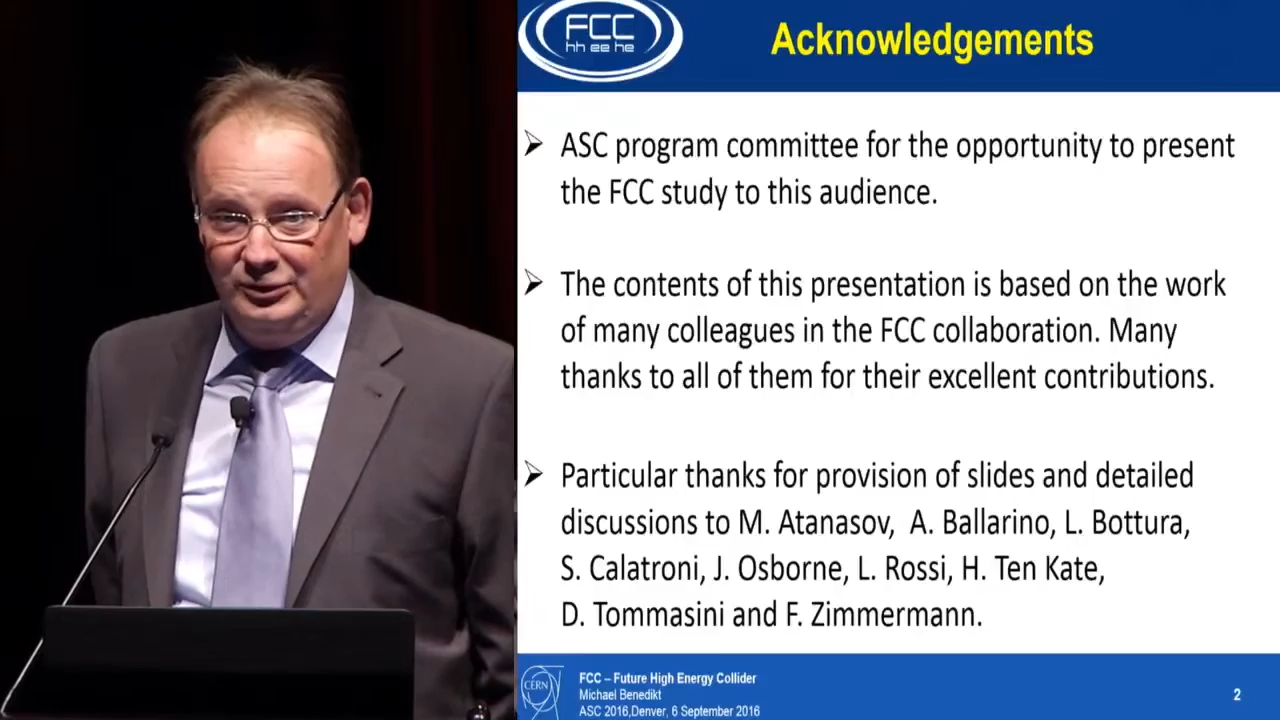 FCC
hh ee he
Acknowledgements
ASC program committee for the opportunity to present
the FCC study to this audience.
The contents of this presentation is based on the work
of many colleagues in the FCC collaboration. Many
thanks to all of them for their excellent contributions.
Particular thanks for provision of slides and detailed
discussions to M. Atanasov,  A. Ballarino, L. Bottura,
S. Calatroni, J. Osborne, L. Rossi, H. Ten Kate,
D. Tommasini and F. Zimmermann.
CERN
FCC – Future High Energy Collider
Michael Benedikt
ASC 2016,Denver, 6 September 2016
2